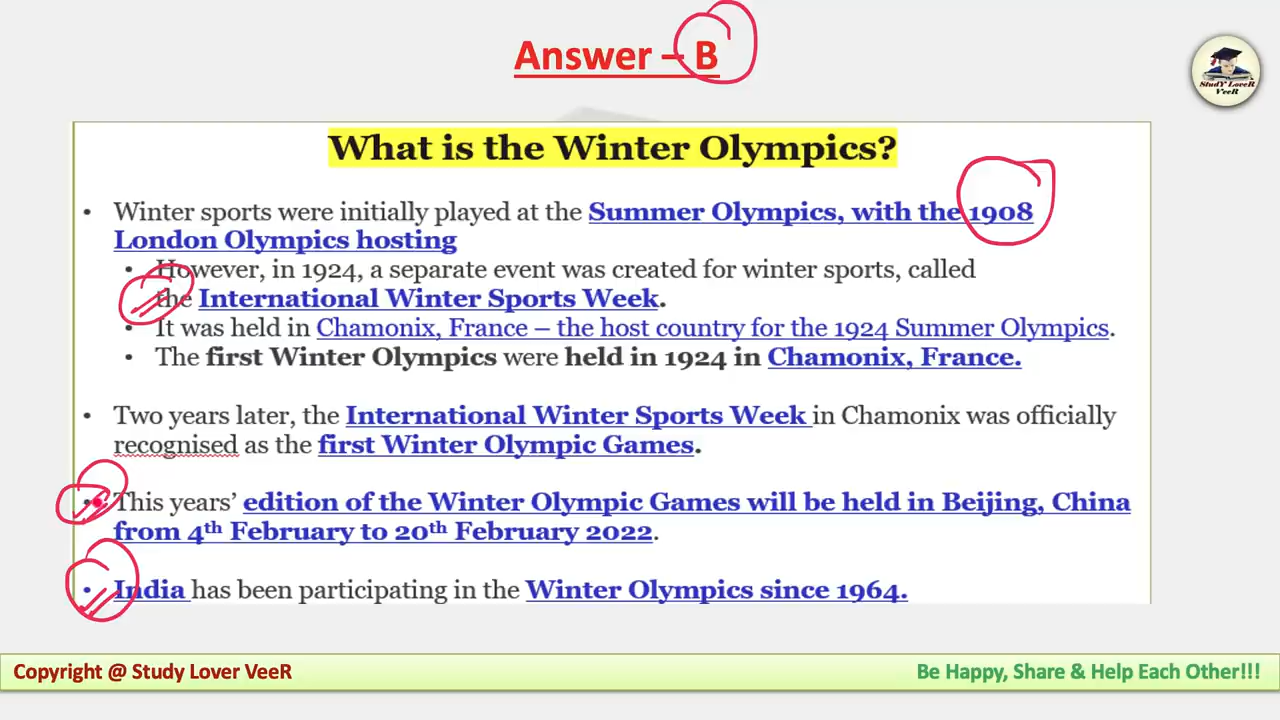 Answer – B
StudY LoveR
VeeR
What is the Winter Olympics?
• Winter sports were initially played at the Summer Olympics, with the 1908
London Olympics hosting
• However, in 1924, a separate event was created for winter sports, called
the International Winter Sports Week.
• It was held in Chamonix, France – the host country for the 1924 Summer Olympics.
• The first Winter Olympics were held in 1924 in Chamonix, France.
• Two years later, the International Winter Sports Week in Chamonix was officially
recognised as the first Winter Olympic Games.
• This years’ edition of the Winter Olympic Games will be held in Beijing, China
from 4th February to 20th February 2022.
• India has been participating in the Winter Olympics since 1964.
Copyright @ Study Lover VeeR
Be Happy, Share & Help Each Other!!!